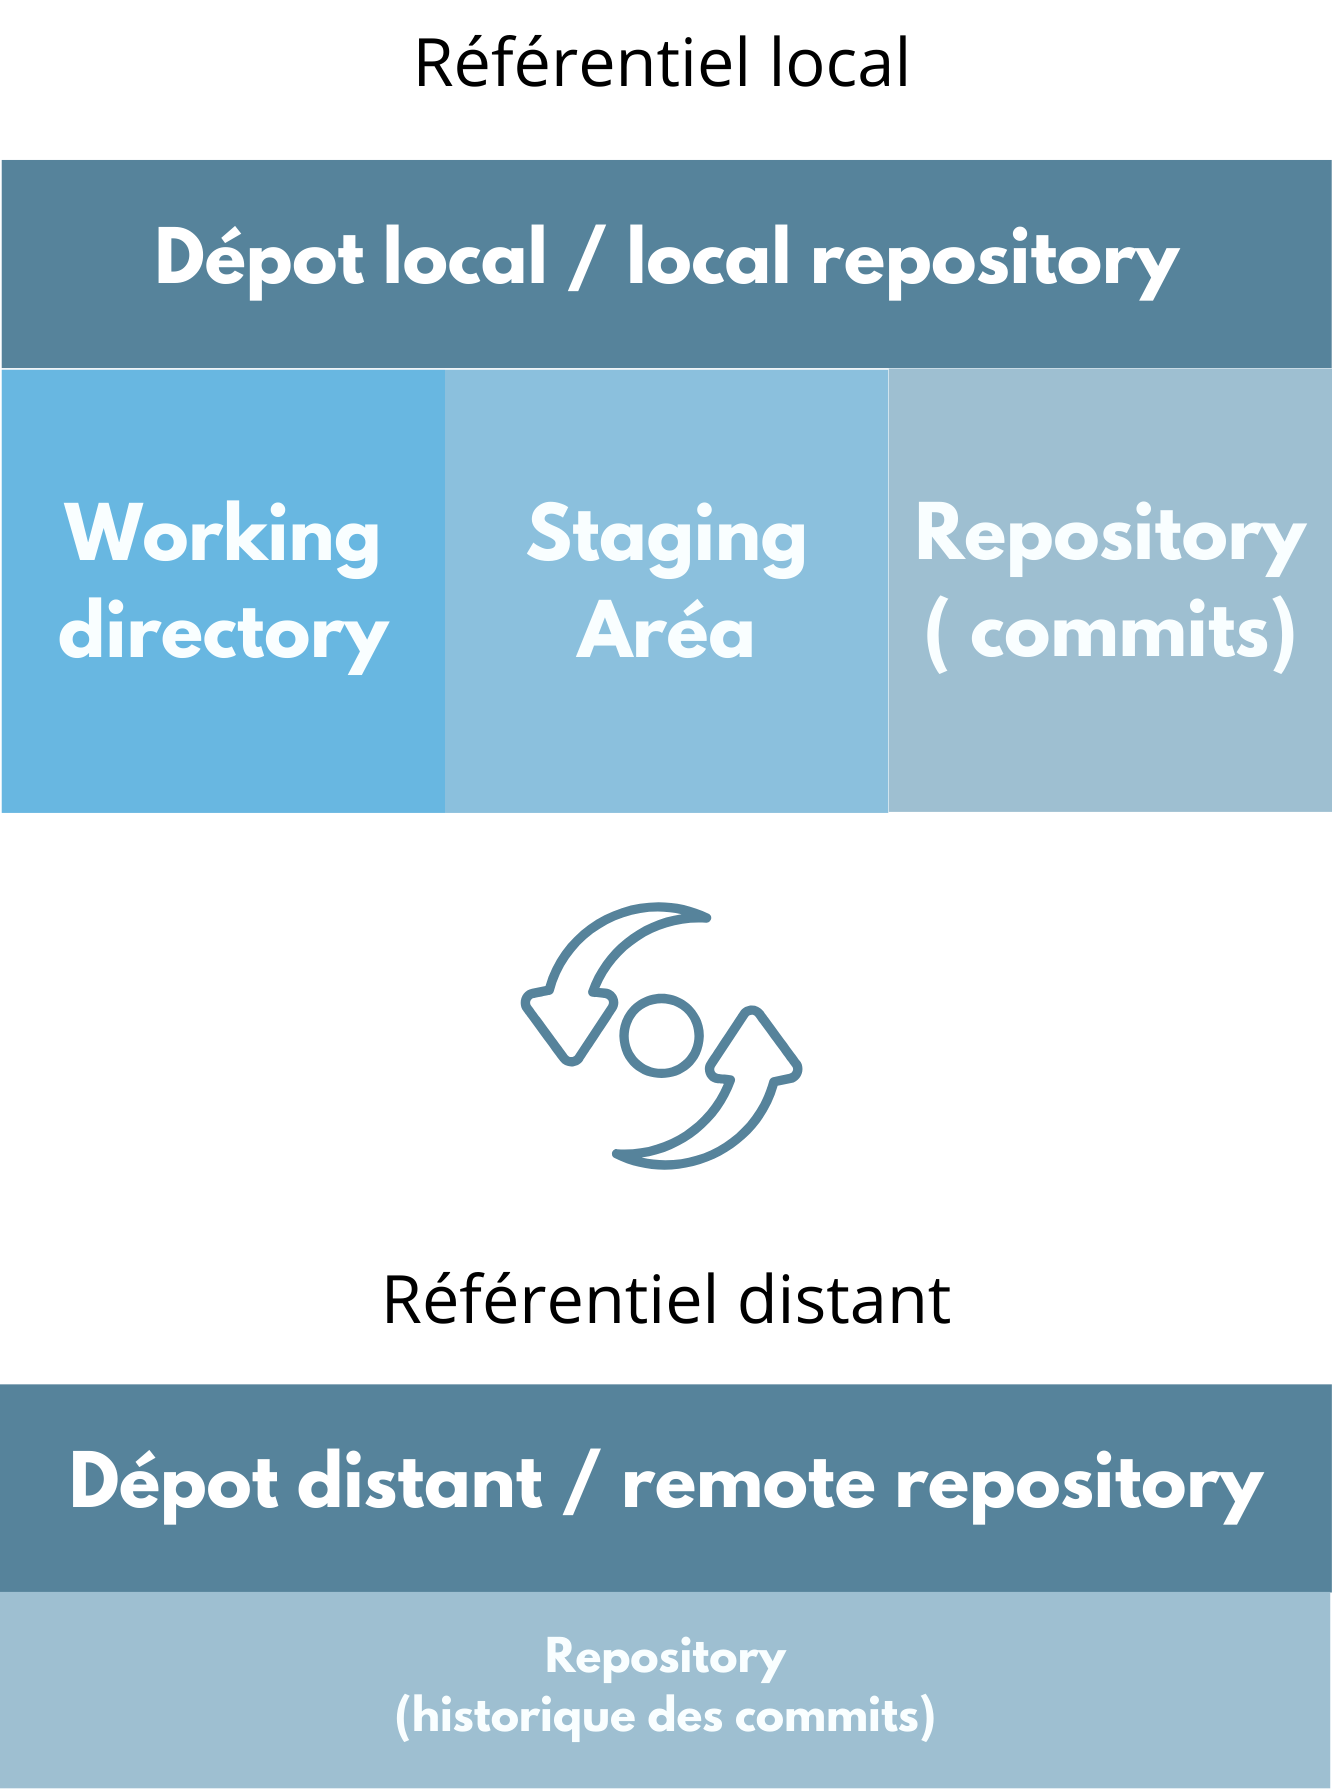 Référentiel local
Dépot local / local repository
Working
directory
Staging
Aréa
Repository
( commits)
Référentiel distant
Dépot distant / remote repository
Repository
(historique des commits)